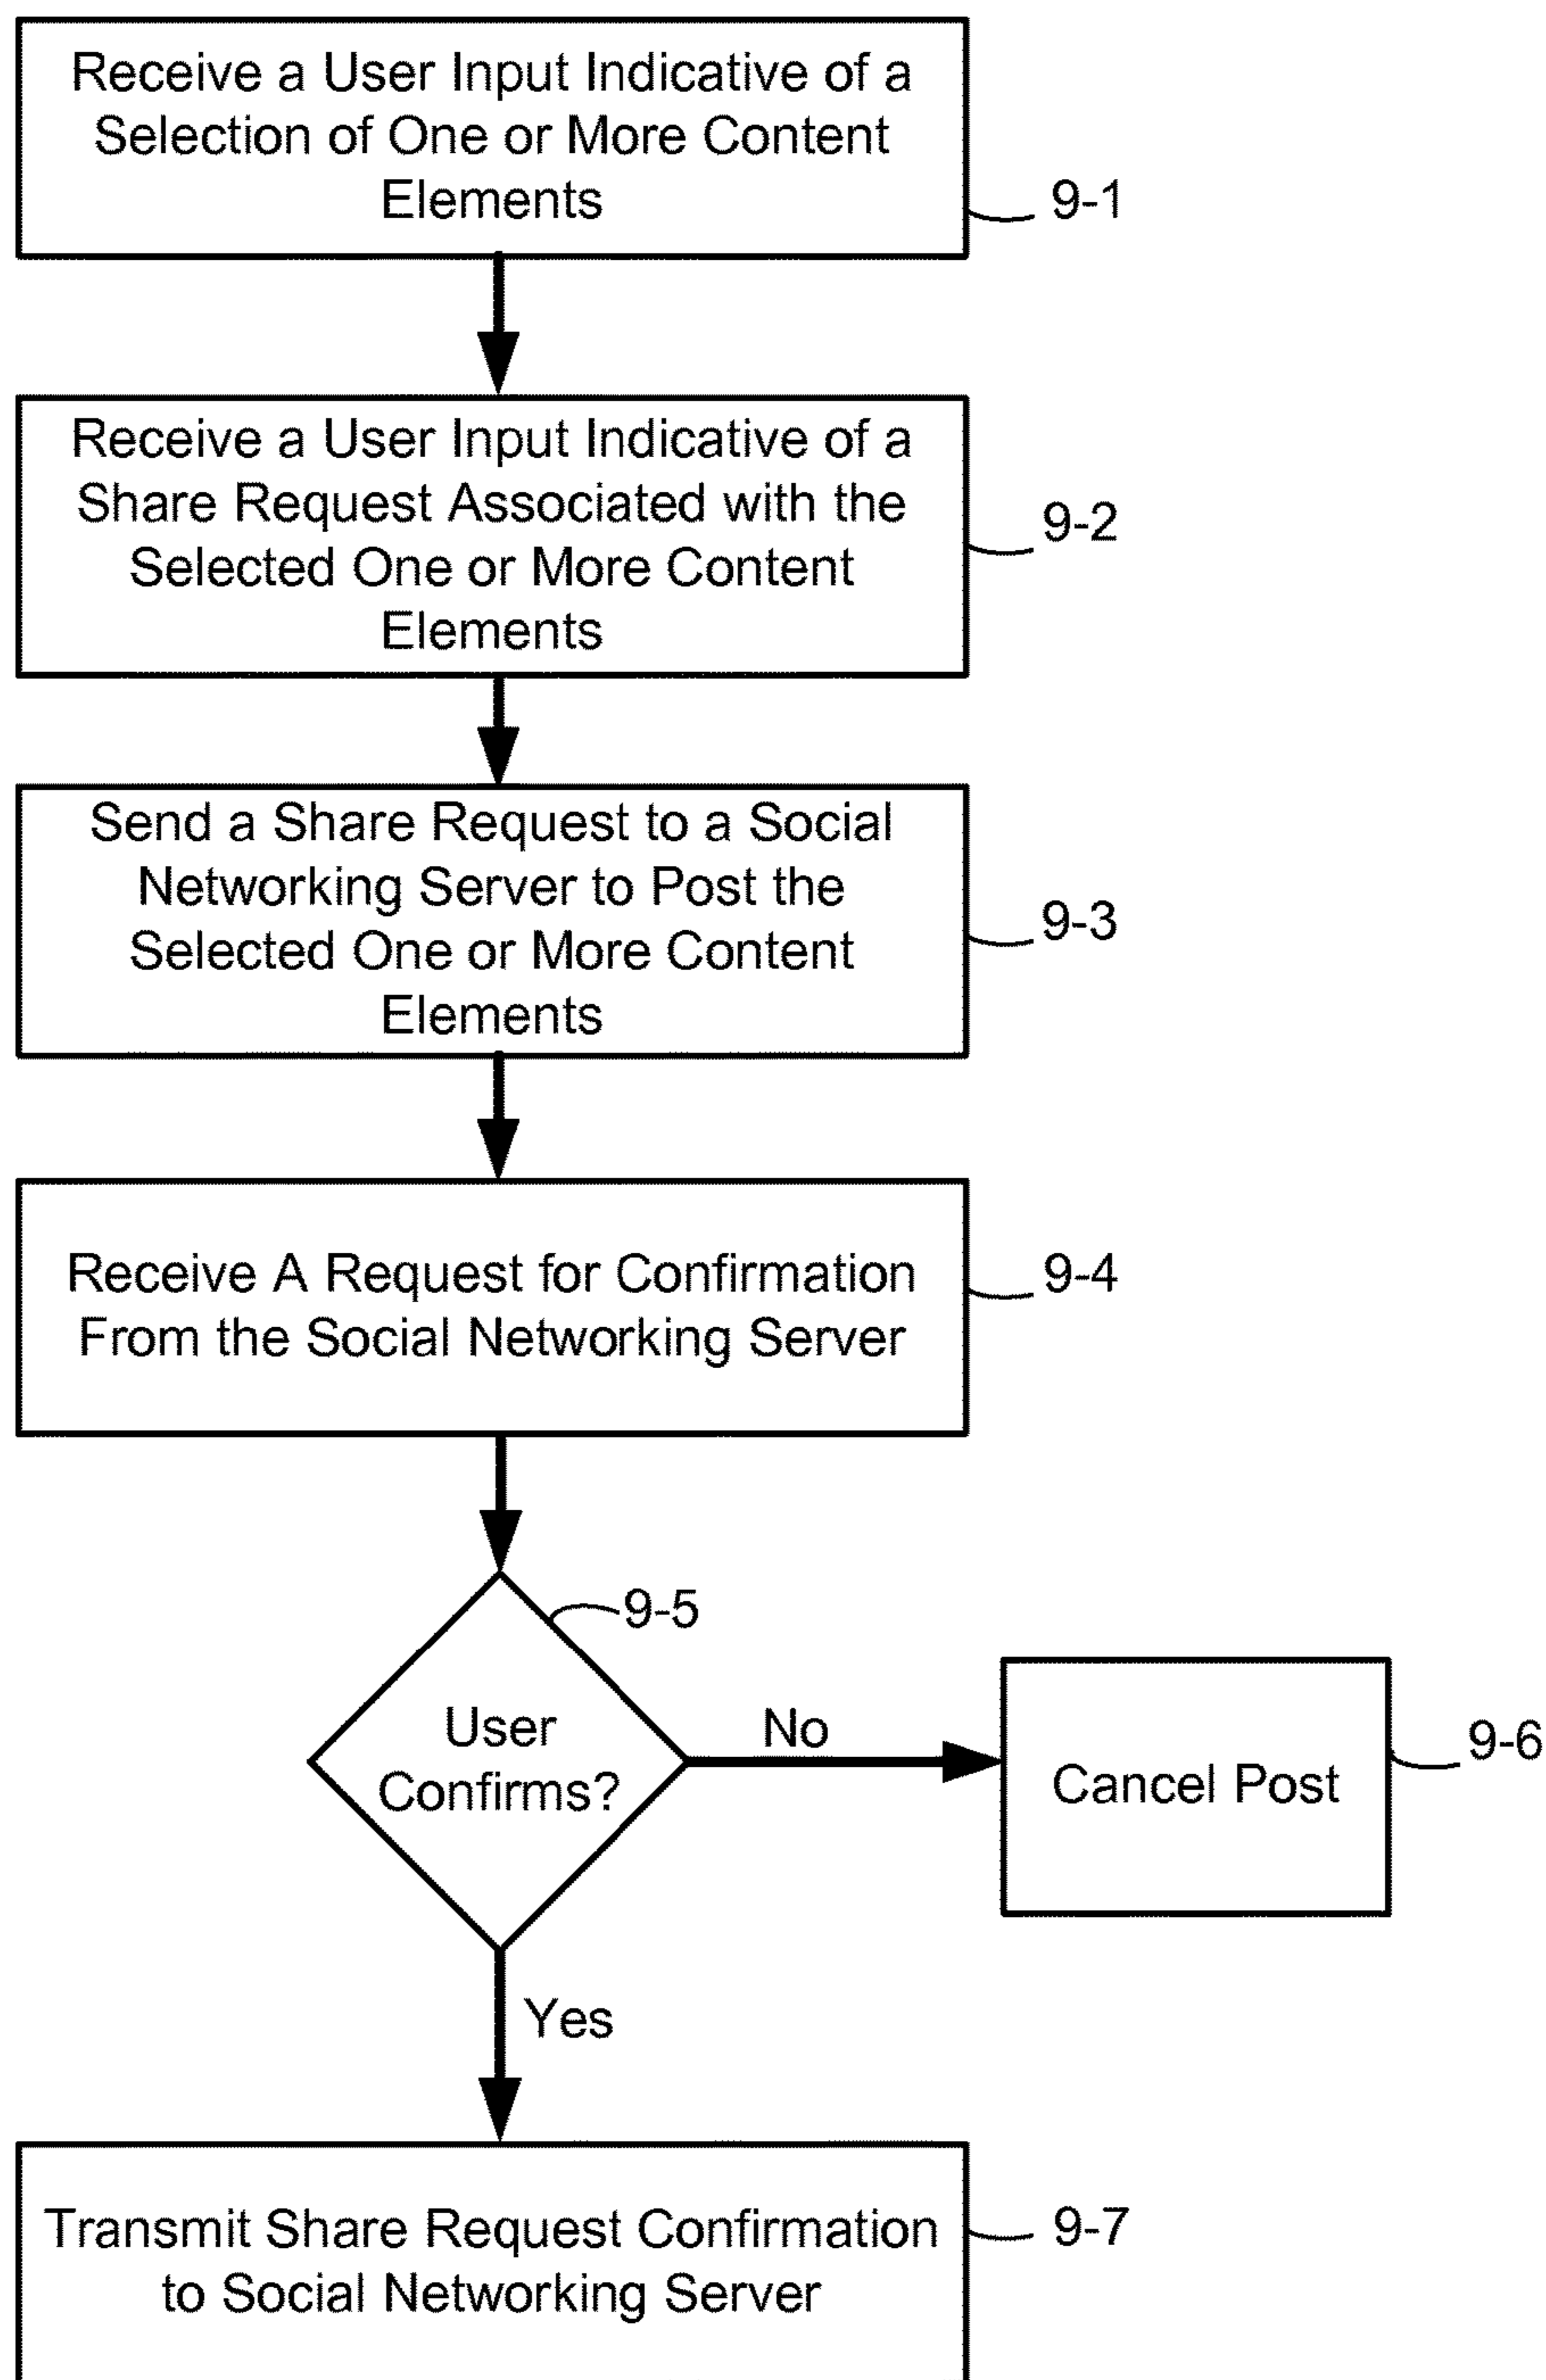 Receive a User Input Indicative of a
Selection of One or More Content
Elements
9-1
Receive a User Input Indicative of a
Share Request Associated with the
Selected One or More Content
Elements
9-2
Send a Share Request to a Social
Networking Server to Post the
Selected One or More Content
Elements
9-3
Receive A Request for Confirmation
From the Social Networking Server
9-4
9-5
User
Confirms?
No
Cancel Post
9-6
Yes
Transmit Share Request Confirmation
to Social Networking Server
9-7